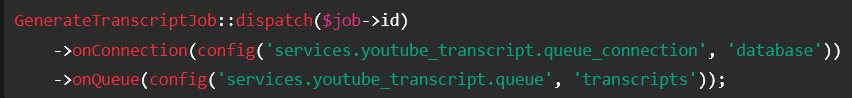 GenerateTranscriptJob::dispatch($job->id)
    ->onConnection(config('services.youtube_transcript.queue_connection', 'database'))
    ->onQueue(config('services.youtube_transcript.queue', 'transcripts'));